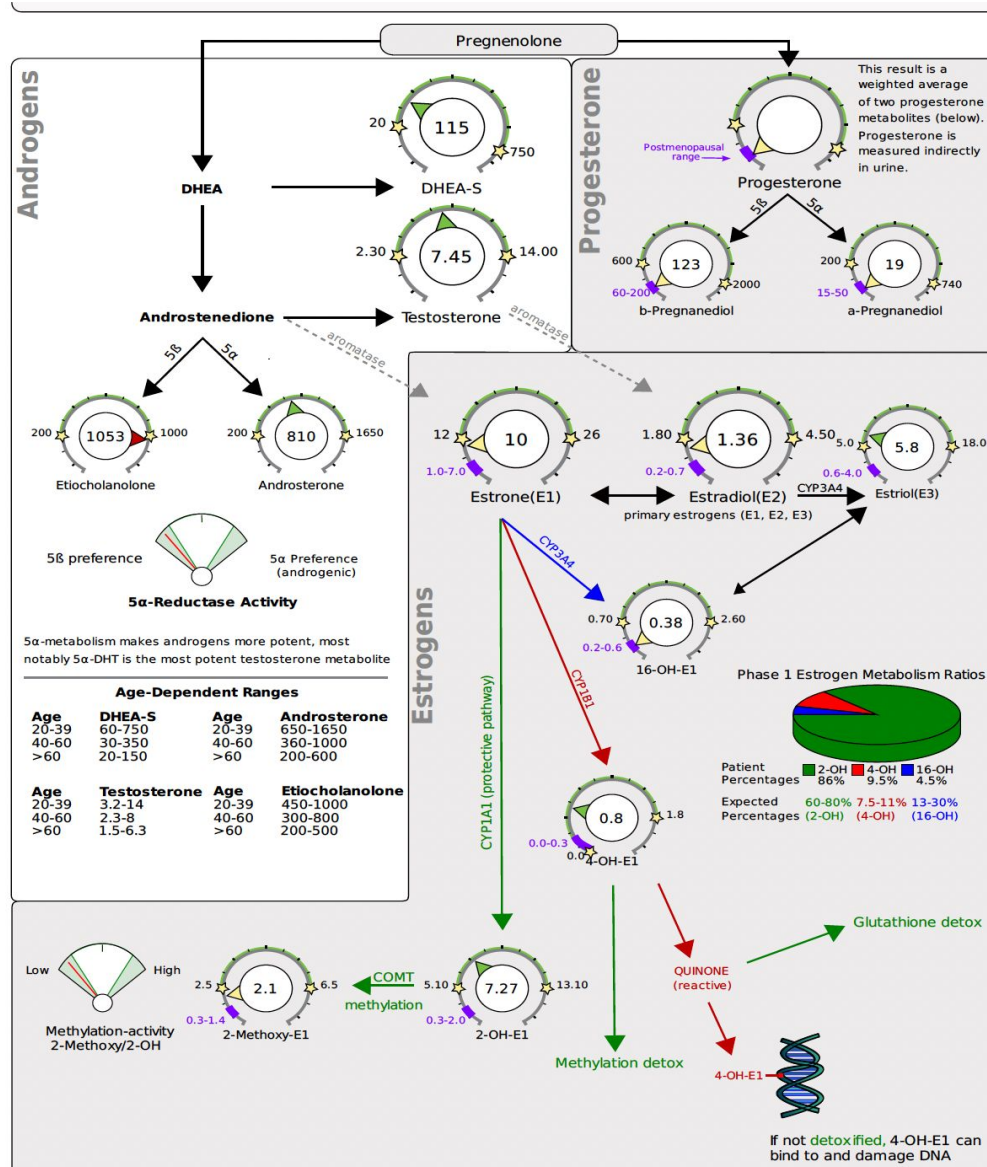 Pregnenolone
Androgens
Progesterone
Estrogens
115
20
750
DHEA-S
DHEA
7.45
2.30
14.00
Testosterone
Androstenedione
aromatase
aromatase
5ß
5α
1053
200
1000
Etiocholanolone
810
200
1650
Androsterone
5ß preference
5α Preference
(androgenic)
5α-Reductase Activity
5α-metabolism makes androgens more potent, most
notably 5α-DHT is the most potent testosterone metabolite
Age-Dependent Ranges
Age DHEA-S Age Androsterone
20-39 60-750 20-39 650-1650
40-60 30-350 40-60 360-1000
>60 20-150 >60 200-600
Age Testosterone Age Etiocholanolone
20-39 3.2-14 20-39 450-1000
40-60 2.3-8 40-60 300-800
>60 1.5-6.3 >60 200-500
This result is a
weighted average
of two progesterone
metabolites (below).
Progesterone is
measured indirectly
in urine.
Postmenopausal
range
Progesterone
5ß
5α
123
600
2000
60-200
b-Pregnanediol
19
200
740
15-50
a-Pregnanediol
10
12
26
1.0-7.0
Estrone(E1)
1.36
1.80
4.50
0.2-0.7
Estradiol(E2)
CYP3A4
5.8
5.0
18.0
0.6-4.0
Estriol(E3)
primary estrogens (E1, E2, E3)
CYP3A4
0.38
0.70
2.60
0.2-0.6
16-OH-E1
CYP1B1
CYP1A1 (protective pathway)
Phase 1 Estrogen Metabolism Ratios
Patient 2-OH 4-OH 16-OH
Percentages 86% 9.5% 4.5%
Expected 60-80% 7.5-11% 13-30%
Percentages (2-OH) (4-OH) (16-OH)
0.8
1.8
0.0-0.3
0.0
4-OH-E1
Low
High
Methylation-activity
2-Methoxy/2-OH
2.1
2.5
6.5
0.3-1.4
2-Methoxy-E1
COMT
methylation
7.27
5.10
13.10
0.3-2.0
2-OH-E1
Methylation detox
QUINONE
(reactive)
Glutathione detox
4-OH-E1
If not detoxified, 4-OH-E1 can
bind to and damage DNA